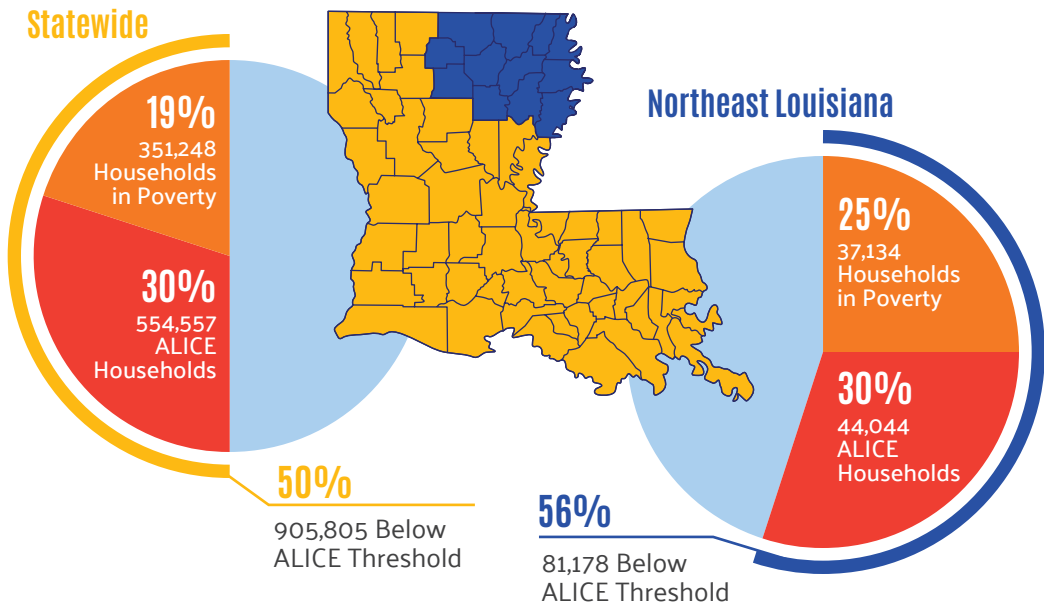 Statewide
19%
351,248
Households
in Poverty
30%
554,557
ALICE
Households
50%
905,805 Below
ALICE Threshold
Northeast Louisiana
25%
37,134
Households
in Poverty
30%
44,044
ALICE
Households
56%
81,178 Below
ALICE Threshold